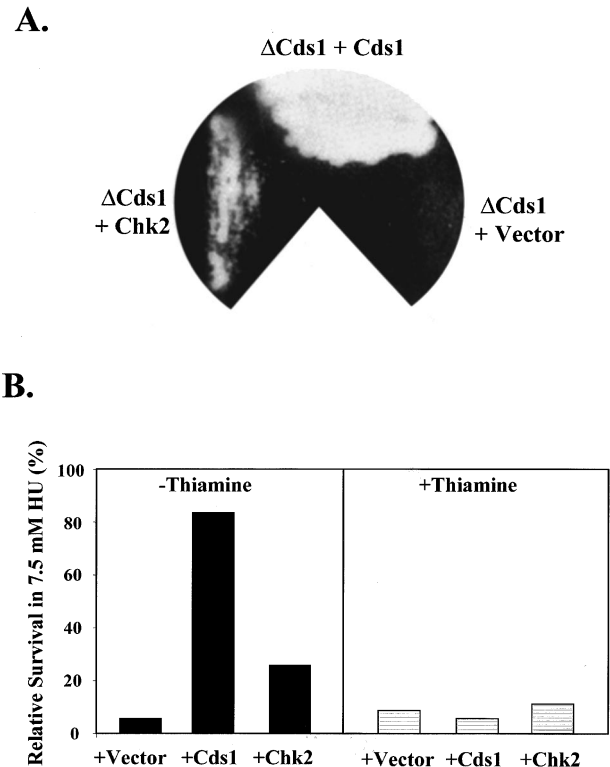 A.
ΔCds1 + Cds1
ΔCds1
+ Chk2
ΔCds1
+ Vector
B.
Relative Survival in 7.5 mM HU (%)
100
80
60
40
20
0
-Thiamine
+Thiamine
+Vector +Cds1 +Chk2 +Vector +Cds1 +Chk2